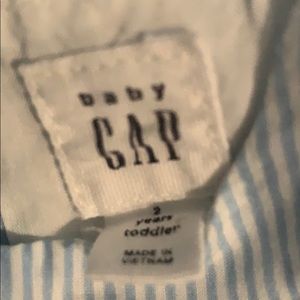 baby
GAP
2
years
toddler
MADE IN
VIETNAM